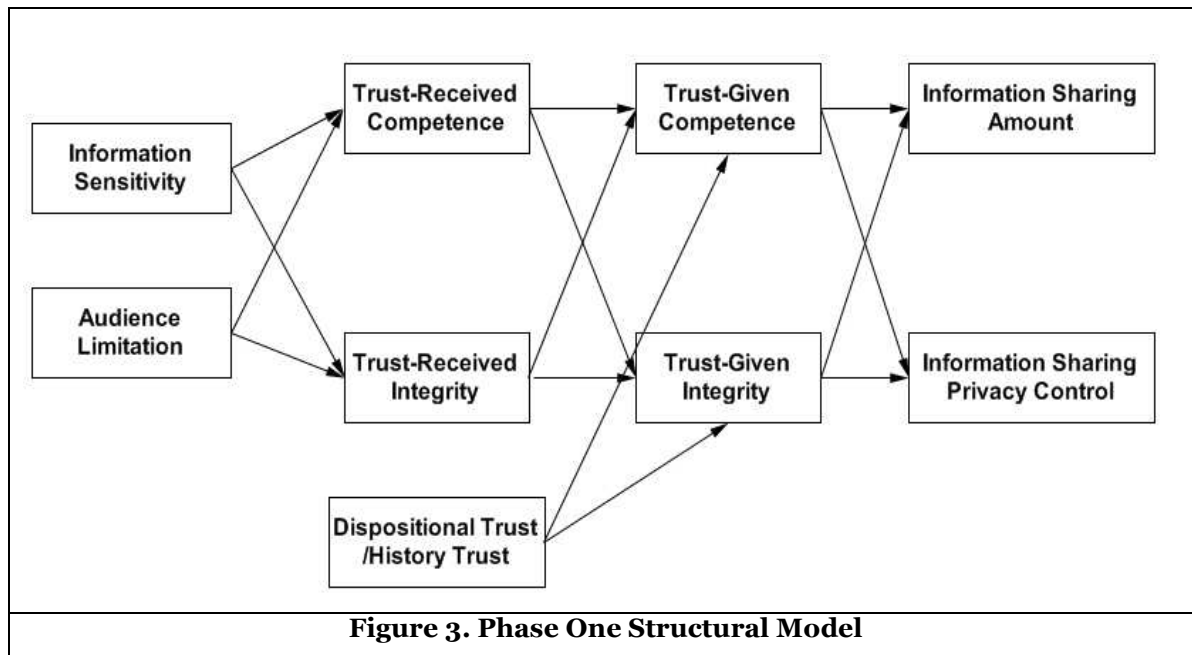 Trust-Received
Competence
Trust-Given
Competence
Information Sharing
Amount
Information
Sensitivity
Audience
Limitation
Trust-Received
Integrity
Trust-Given
Integrity
Information Sharing
Privacy Control
Dispositional Trust
/History Trust
Figure 3. Phase One Structural Model